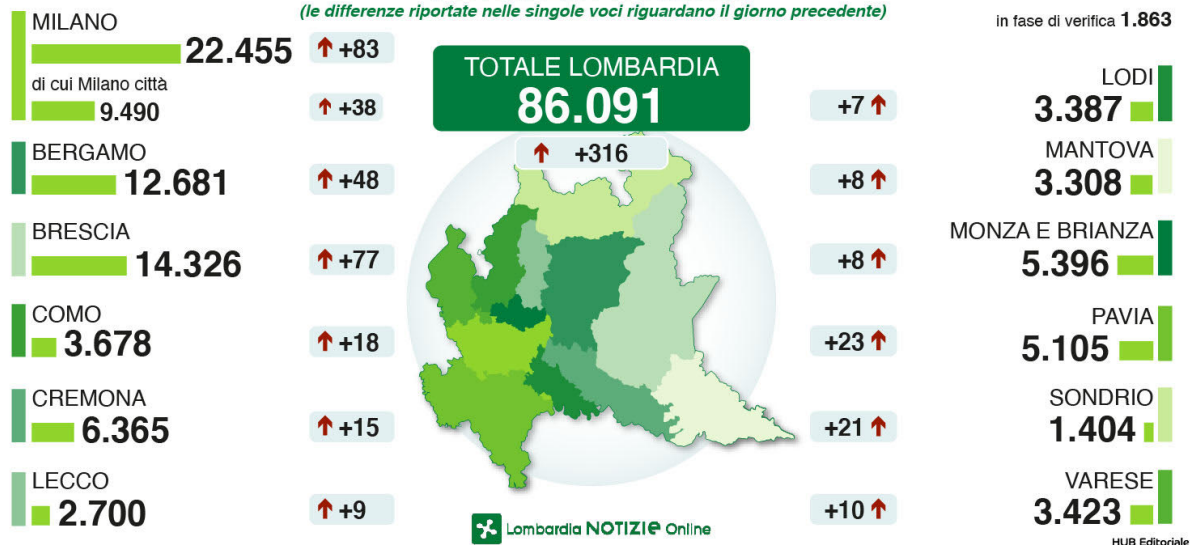 (le differenze riportate nelle singole voci riguardano il giorno precedente)
in fase di verifica 1.863
MILANO
22.455
+83
di cui Milano città
9.490
+38
BERGAMO
12.681
+48
BRESCIA
14.326
+77
COMO
3.678
+18
CREMONA
6.365
+15
LECCO
2.700
+9
TOTALE LOMBARDIA
86.091
+316
LODI
+7
3.387
MANTOVA
+8
3.308
MONZA E BRIANZA
+8
5.396
PAVIA
+23
5.105
SONDRIO
+21
1.404
VARESE
+10
3.423
Lombardia NOTIZIe Online
HUB Editoriale